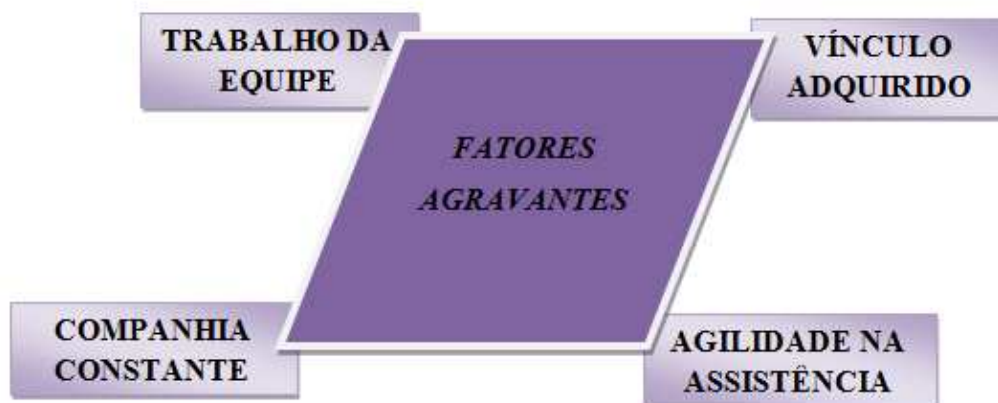 TRABALHO DA
EQUIPE
VÍNCULO
ADQUIRIDO
FATORES
AGRAVANTES
COMPANHIA
CONSTANTE
AGILIDADE NA
ASSISTÊNCIA